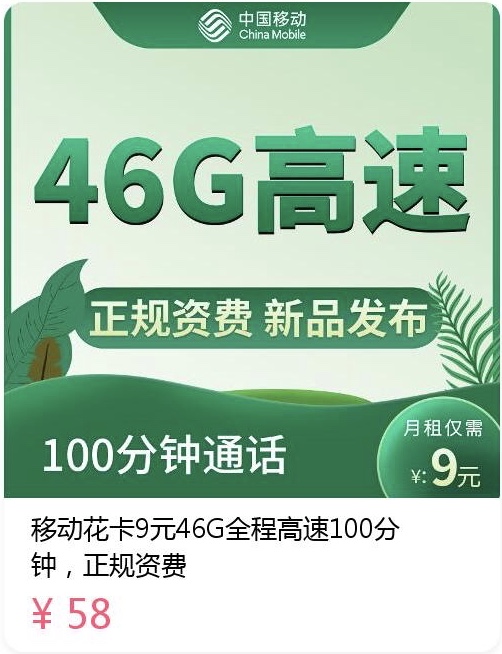 中国移动
China Mobile
46G高速
正规资费 新品发布
月租仅需
¥: 9元
100分钟通话
移动花卡9元46G全程高速100分
钟，正规资费
¥ 58